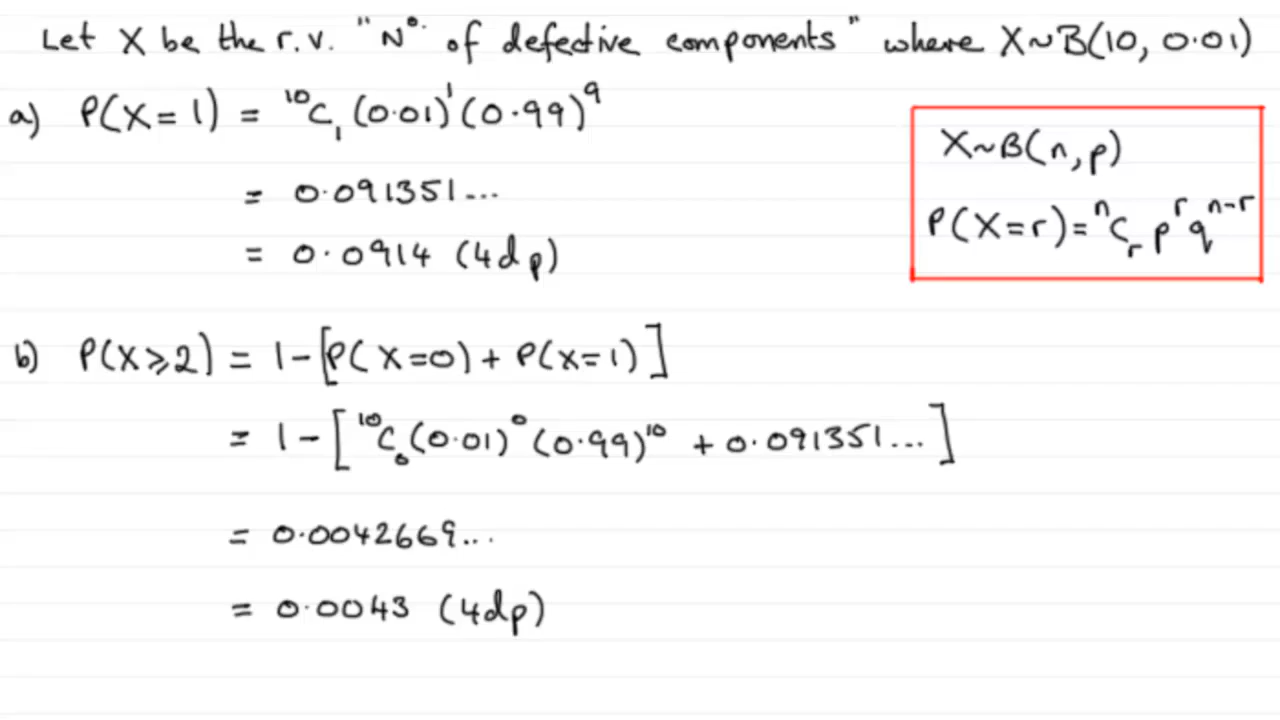 Let X be the r.v. "Nº. of defective components" where X~B(10, 0.01)
a) P(X=1) = ¹⁰C₁ (0.01)¹ (0.99)⁹
= 0.091351...
= 0.0914 (4dp)
X~B(n,p)
P(X=r) = ⁿCᵣ pʳ qⁿ⁻ʳ
b) P(X⩾2) = 1 - [P(X=0) + P(X=1)]
= 1 - [¹⁰C₀ (0.01)⁰ (0.99)¹⁰ + 0.091351...]
= 0.0042669...
= 0.0043 (4dp)